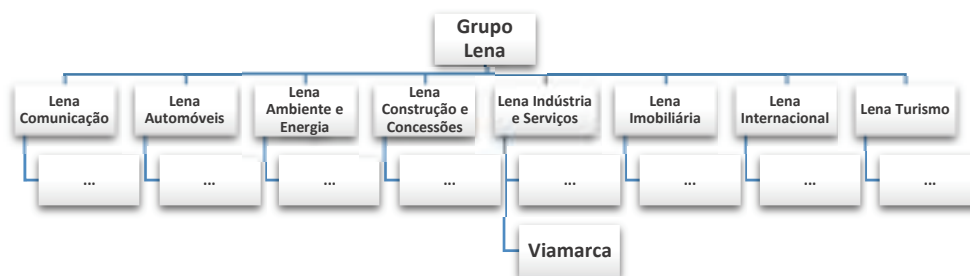 Grupo
Lena
Lena
Comunicação
Lena
Automóveis
Lena
Ambiente e
Energia
Lena
Construção e
Concessões
Lena Indústria
e Serviços
Lena
Imobiliária
Lena
Internacional
Lena Turismo
...
...
...
...
...
...
...
...
Viamarca